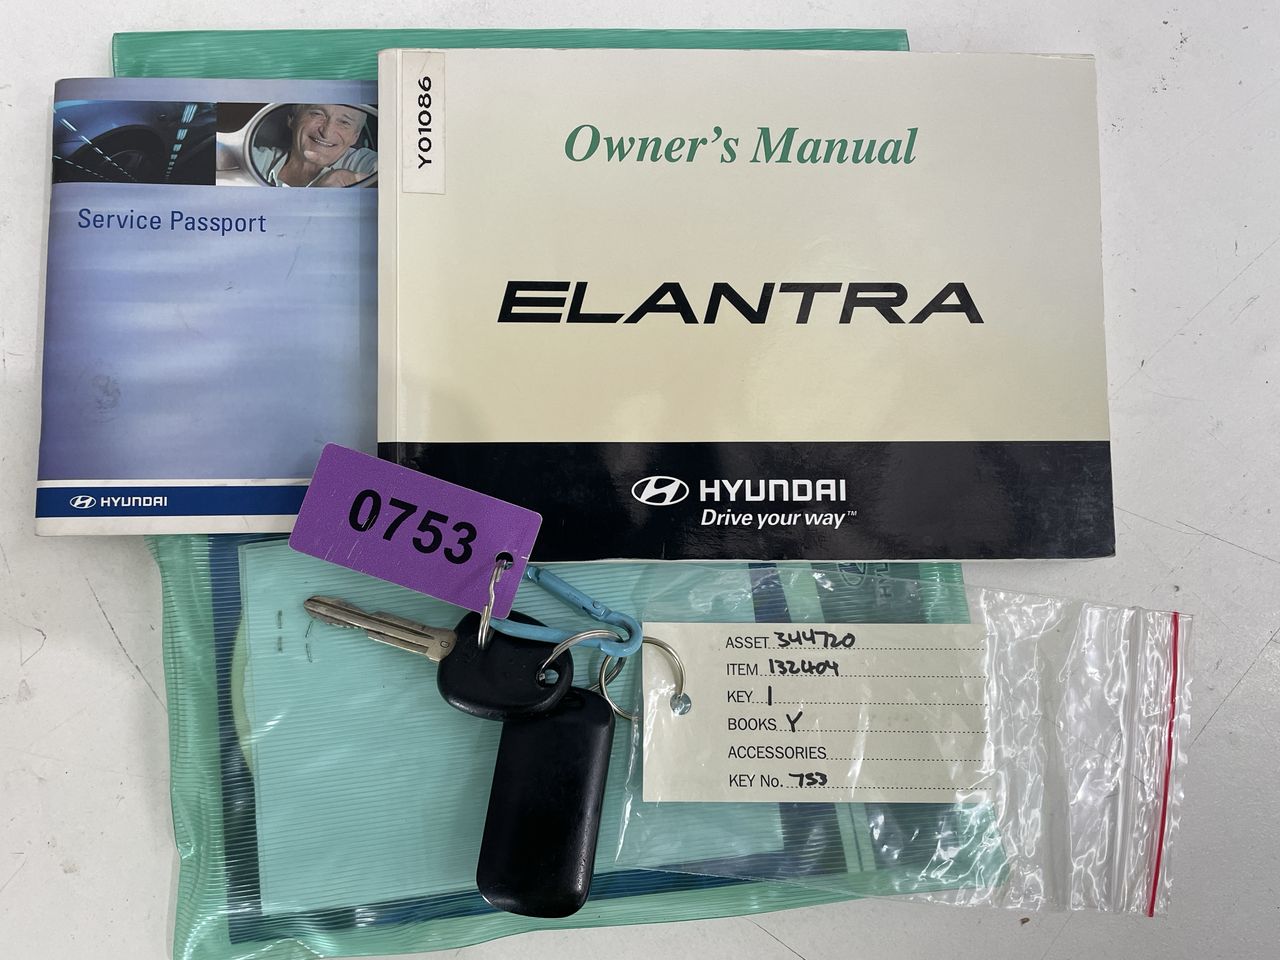 Y01086
Owner's Manual
ELANTRA
HYUNDAI
Drive your way™
Service Passport
HYUNDAI
0753
ASSET 344720
ITEM 132404
KEY 1
BOOKS Y
ACCESSORIES
KEY No. 753